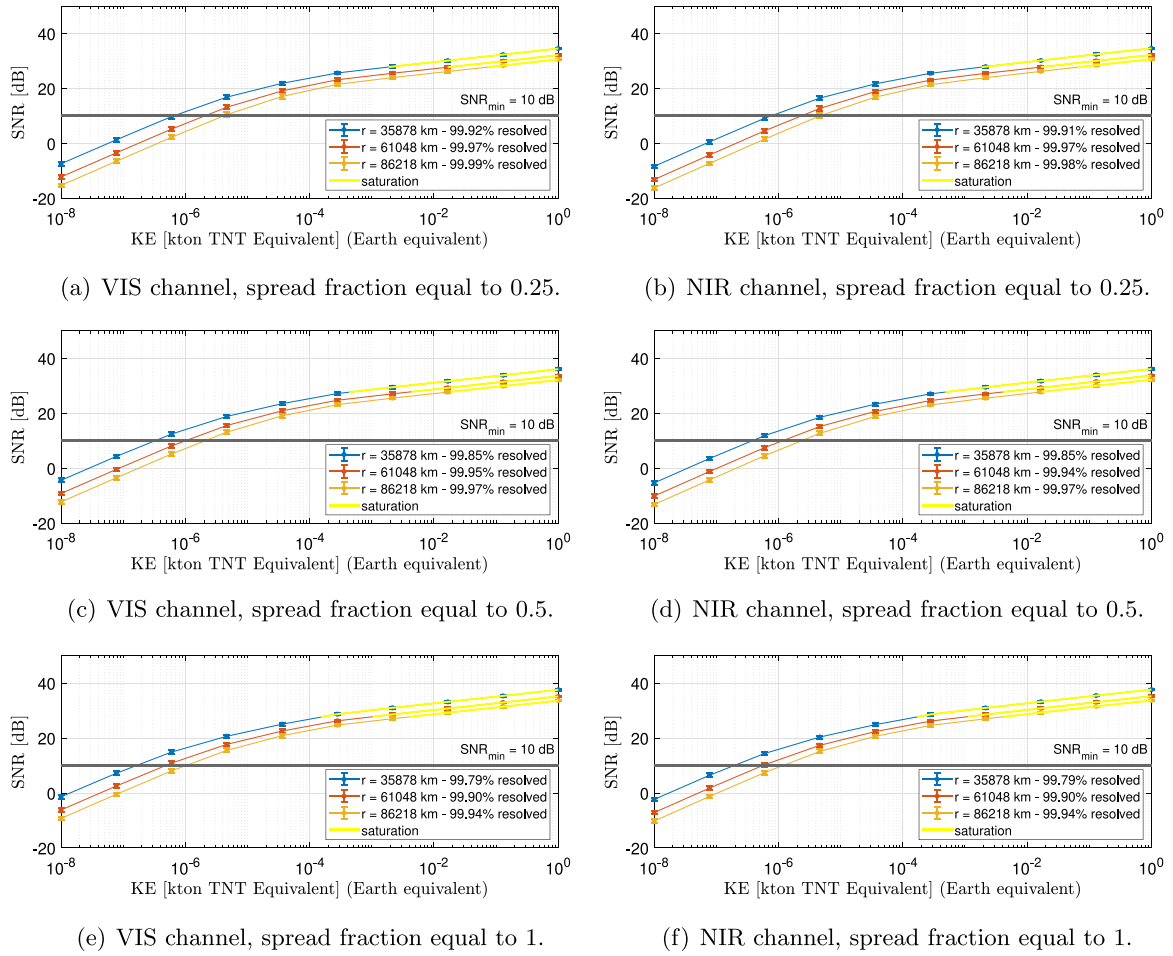 40
20
0
-20
SNR [dB]
SNR_min = 10 dB
r = 35878 km - 99.92% resolved
r = 61048 km - 99.97% resolved
r = 86218 km - 99.99% resolved
saturation
10^-8
10^-6
10^-4
10^-2
10^0
KE [kton TNT Equivalent] (Earth equivalent)
(a) VIS channel, spread fraction equal to 0.25.
40
20
0
-20
SNR [dB]
SNR_min = 10 dB
r = 35878 km - 99.91% resolved
r = 61048 km - 99.97% resolved
r = 86218 km - 99.98% resolved
saturation
10^-8
10^-6
10^-4
10^-2
10^0
KE [kton TNT Equivalent] (Earth equivalent)
(b) NIR channel, spread fraction equal to 0.25.
40
20
0
-20
SNR [dB]
SNR_min = 10 dB
r = 35878 km - 99.85% resolved
r = 61048 km - 99.95% resolved
r = 86218 km - 99.97% resolved
saturation
10^-8
10^-6
10^-4
10^-2
10^0
KE [kton TNT Equivalent] (Earth equivalent)
(c) VIS channel, spread fraction equal to 0.5.
40
20
0
-20
SNR [dB]
SNR_min = 10 dB
r = 35878 km - 99.85% resolved
r = 61048 km - 99.94% resolved
r = 86218 km - 99.97% resolved
saturation
10^-8
10^-6
10^-4
10^-2
10^0
KE [kton TNT Equivalent] (Earth equivalent)
(d) NIR channel, spread fraction equal to 0.5.
40
20
0
-20
SNR [dB]
SNR_min = 10 dB
r = 35878 km - 99.79% resolved
r = 61048 km - 99.90% resolved
r = 86218 km - 99.94% resolved
saturation
10^-8
10^-6
10^-4
10^-2
10^0
KE [kton TNT Equivalent] (Earth equivalent)
(e) VIS channel, spread fraction equal to 1.
40
20
0
-20
SNR [dB]
SNR_min = 10 dB
r = 35878 km - 99.79% resolved
r = 61048 km - 99.90% resolved
r = 86218 km - 99.94% resolved
saturation
10^-8
10^-6
10^-4
10^-2
10^0
KE [kton TNT Equivalent] (Earth equivalent)
(f) NIR channel, spread fraction equal to 1.